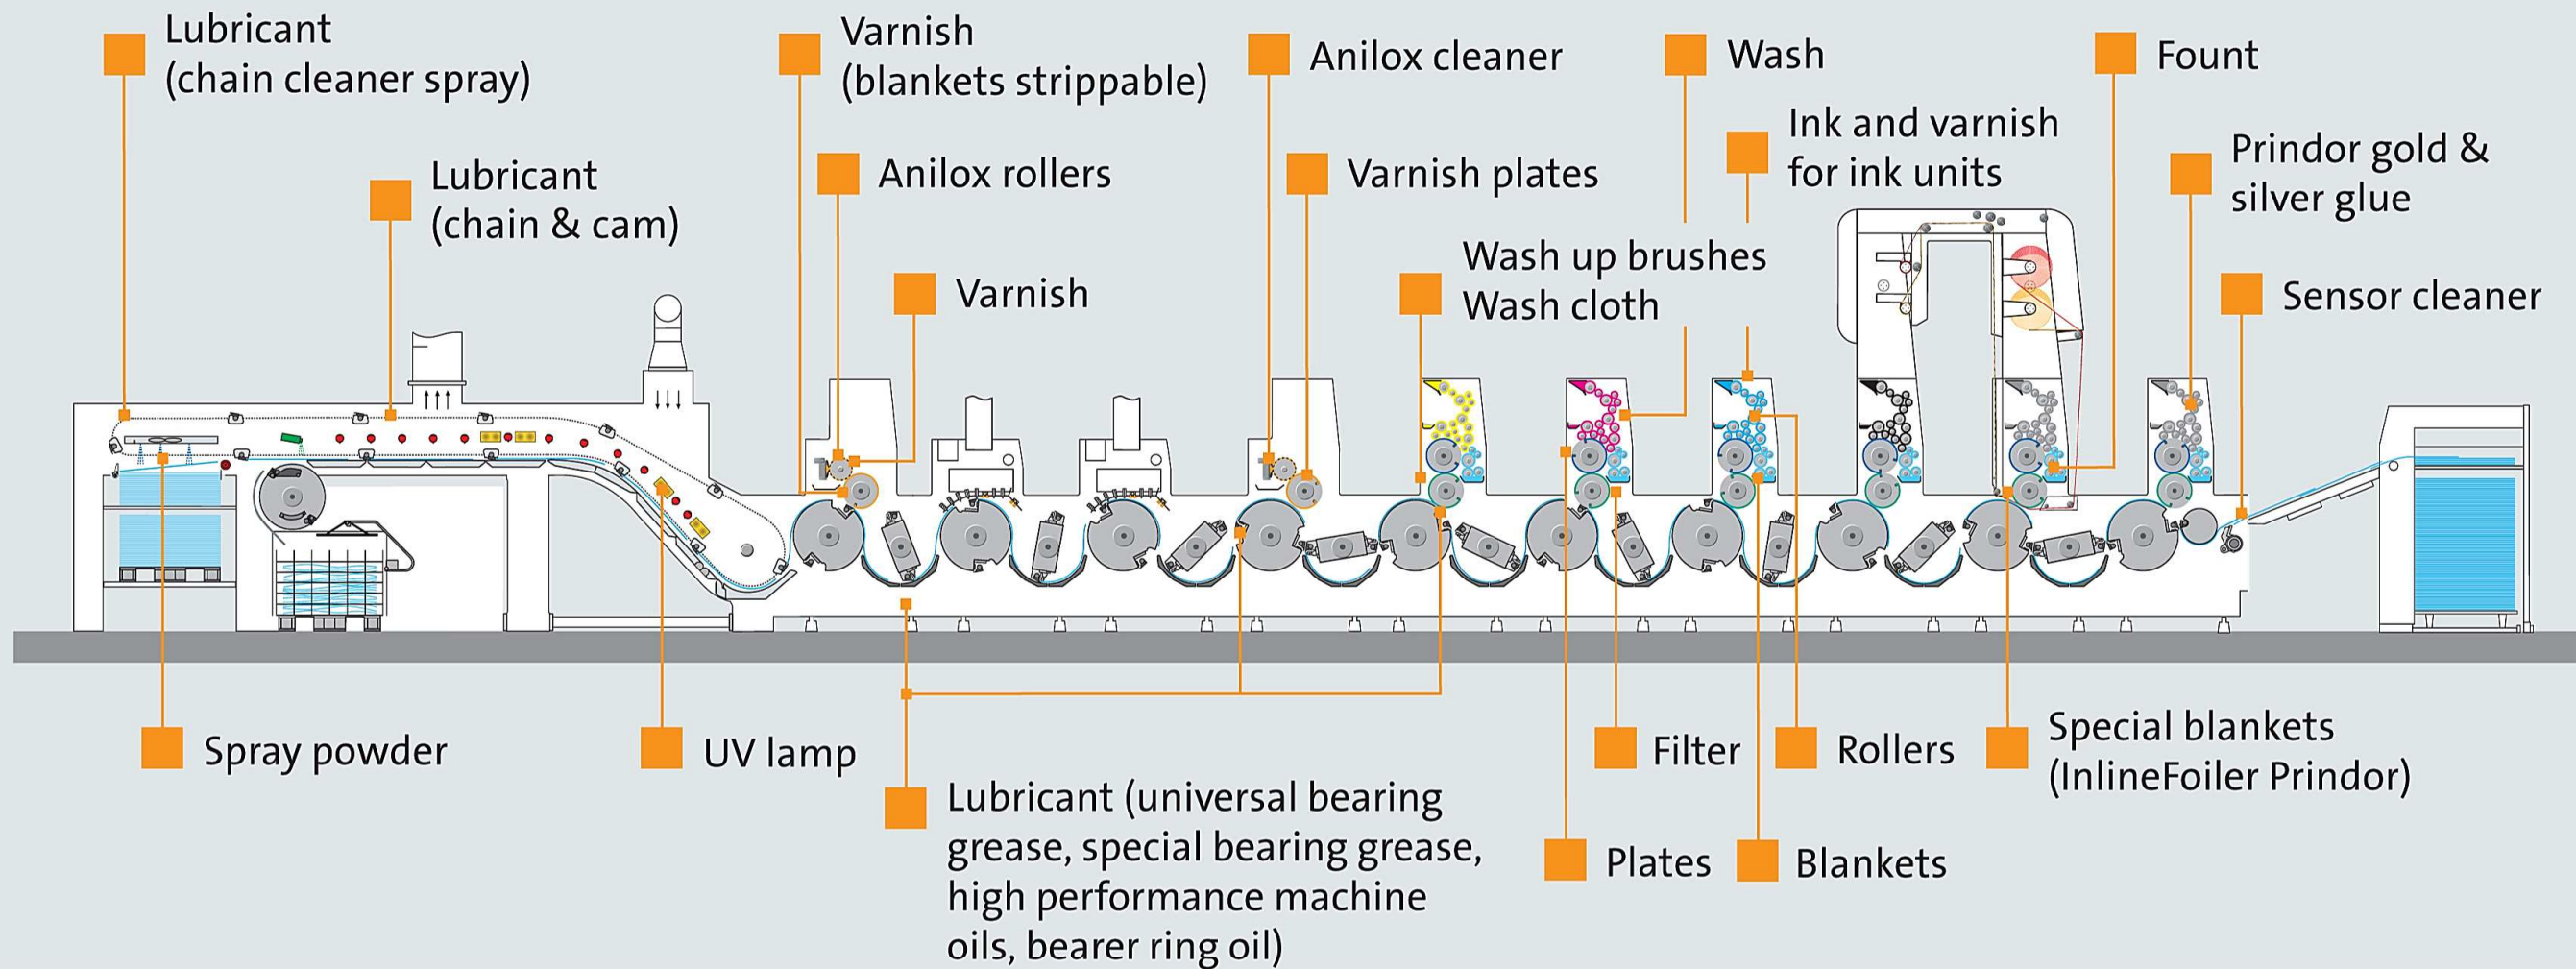 Lubricant
(chain cleaner spray)
Varnish
(blankets strippable)
Anilox cleaner
Wash
Fount
Ink and varnish
for ink units
Prindor gold &
silver glue
Lubricant
(chain & cam)
Anilox rollers
Varnish plates
Wash up brushes
Wash cloth
Varnish
Sensor cleaner
Spray powder
UV lamp
Filter
Rollers
Special blankets
(InlineFoiler Prindor)
Lubricant (universal bearing
grease, special bearing grease,
high performance machine
oils, bearer ring oil)
Plates
Blankets